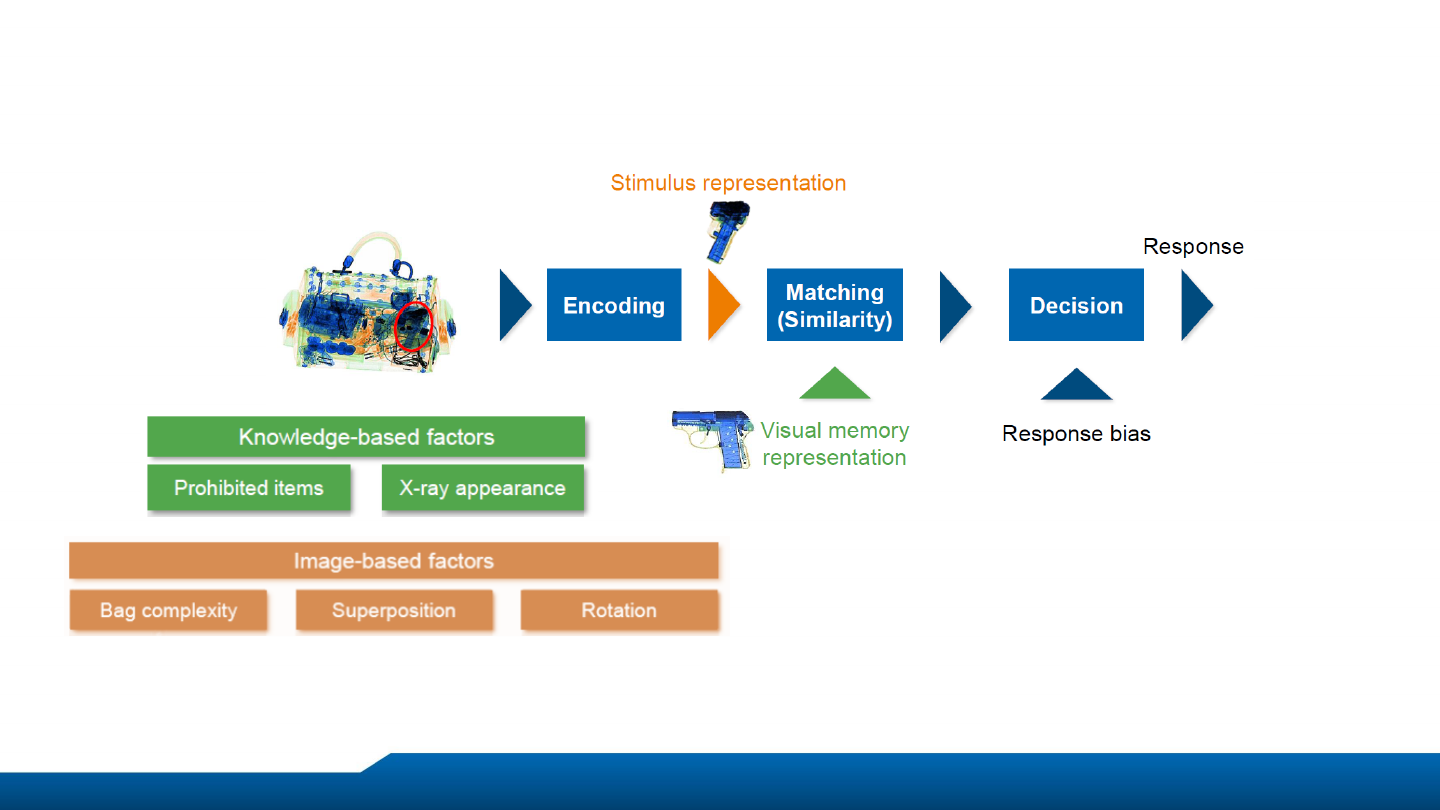 Stimulus representation
Response
Encoding
Matching
(Similarity)
Decision
Visual memory
representation
Response bias
Knowledge-based factors
Prohibited items
X-ray appearance
Image-based factors
Bag complexity
Superposition
Rotation